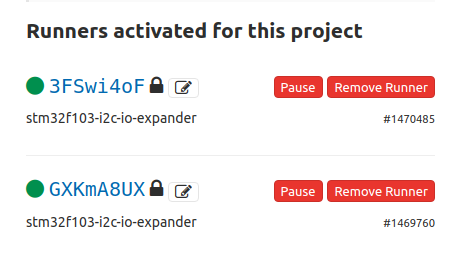 Runners activated for this project
3FSwi4oF Pause Remove Runner
stm32f103-i2c-io-expander #1470485
GXKmA8UX Pause Remove Runner
stm32f103-i2c-io-expander #1469760